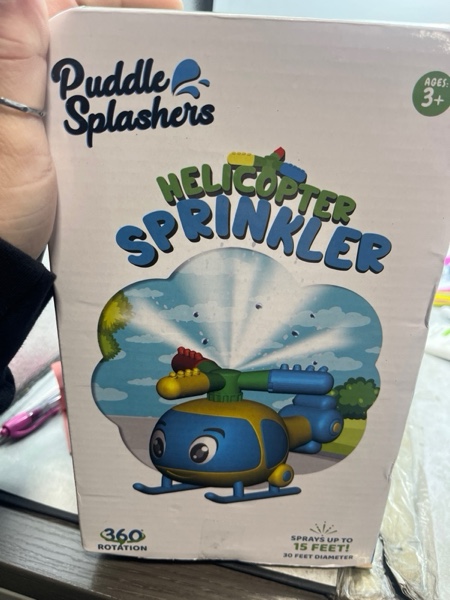 Puddle
Splashers
AGES:
3+
HELICOPTER
SPRINKLER
360°
ROTATION
SPRAYS UP TO
15 FEET!
30 FEET DIAMETER